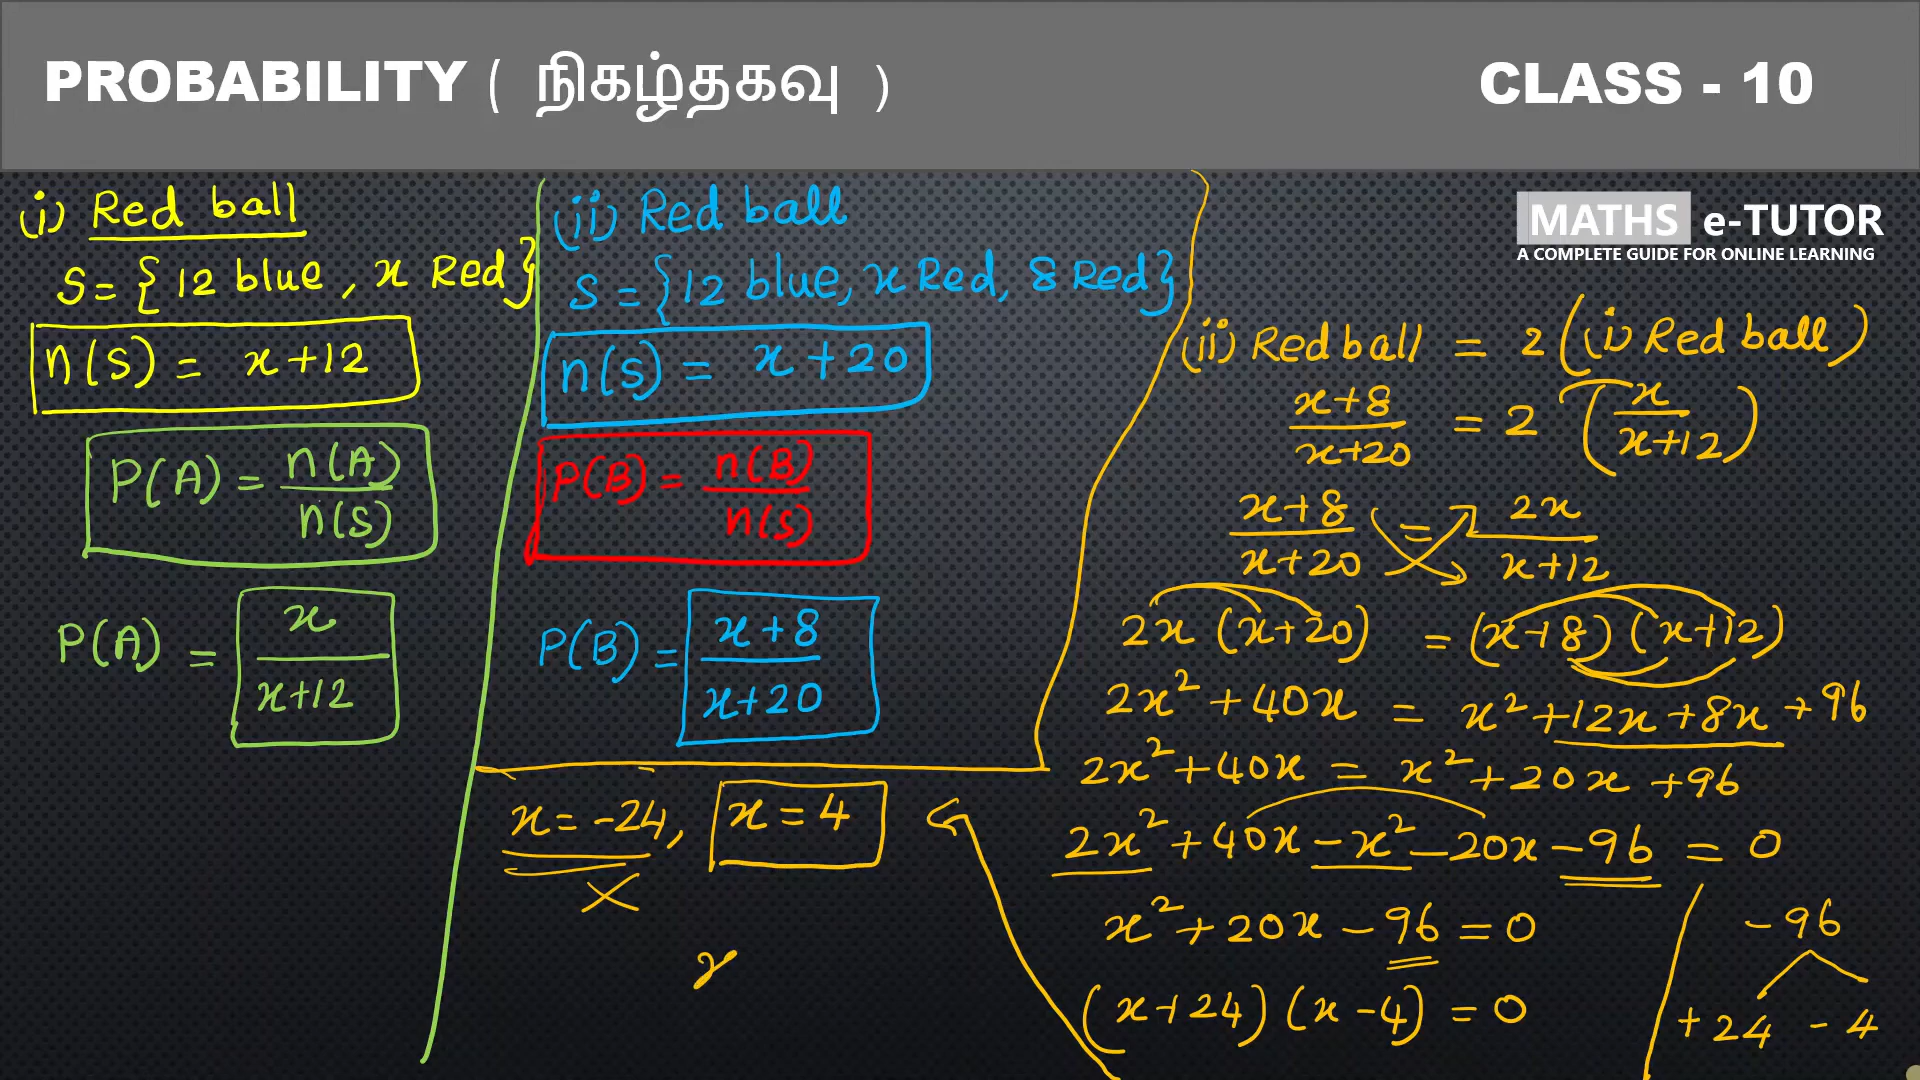 PROBABILITY ( நிகழ்தகவு )
CLASS - 10
MATHS e-TUTOR
A COMPLETE GUIDE FOR ONLINE LEARNING
(i) Red ball
S = {12 blue, x Red}
n(S) = x+12
P(A) = n(A)/n(S)
P(A) = x/(x+12)
(ii) Red ball
S = {12 blue, x Red, 8 Red}
n(S) = x+20
P(B) = n(B)/n(S)
P(B) = (x+8)/(x+20)
(ii) Red ball = 2 ((i) Red ball)
(x+8)/(x+20) = 2 (x/(x+12))
(x+8)/(x+20) = 2x/(x+12)
2x (x+20) = (x+8) (x+12)
2x² + 40x = x² + 12x + 8x + 96
2x² + 40x = x² + 20x + 96
2x² + 40x - x² - 20x - 96 = 0
x² + 20x - 96 = 0
(x+24) (x-4) = 0
-96
+24 -4
x = -24, x = 4